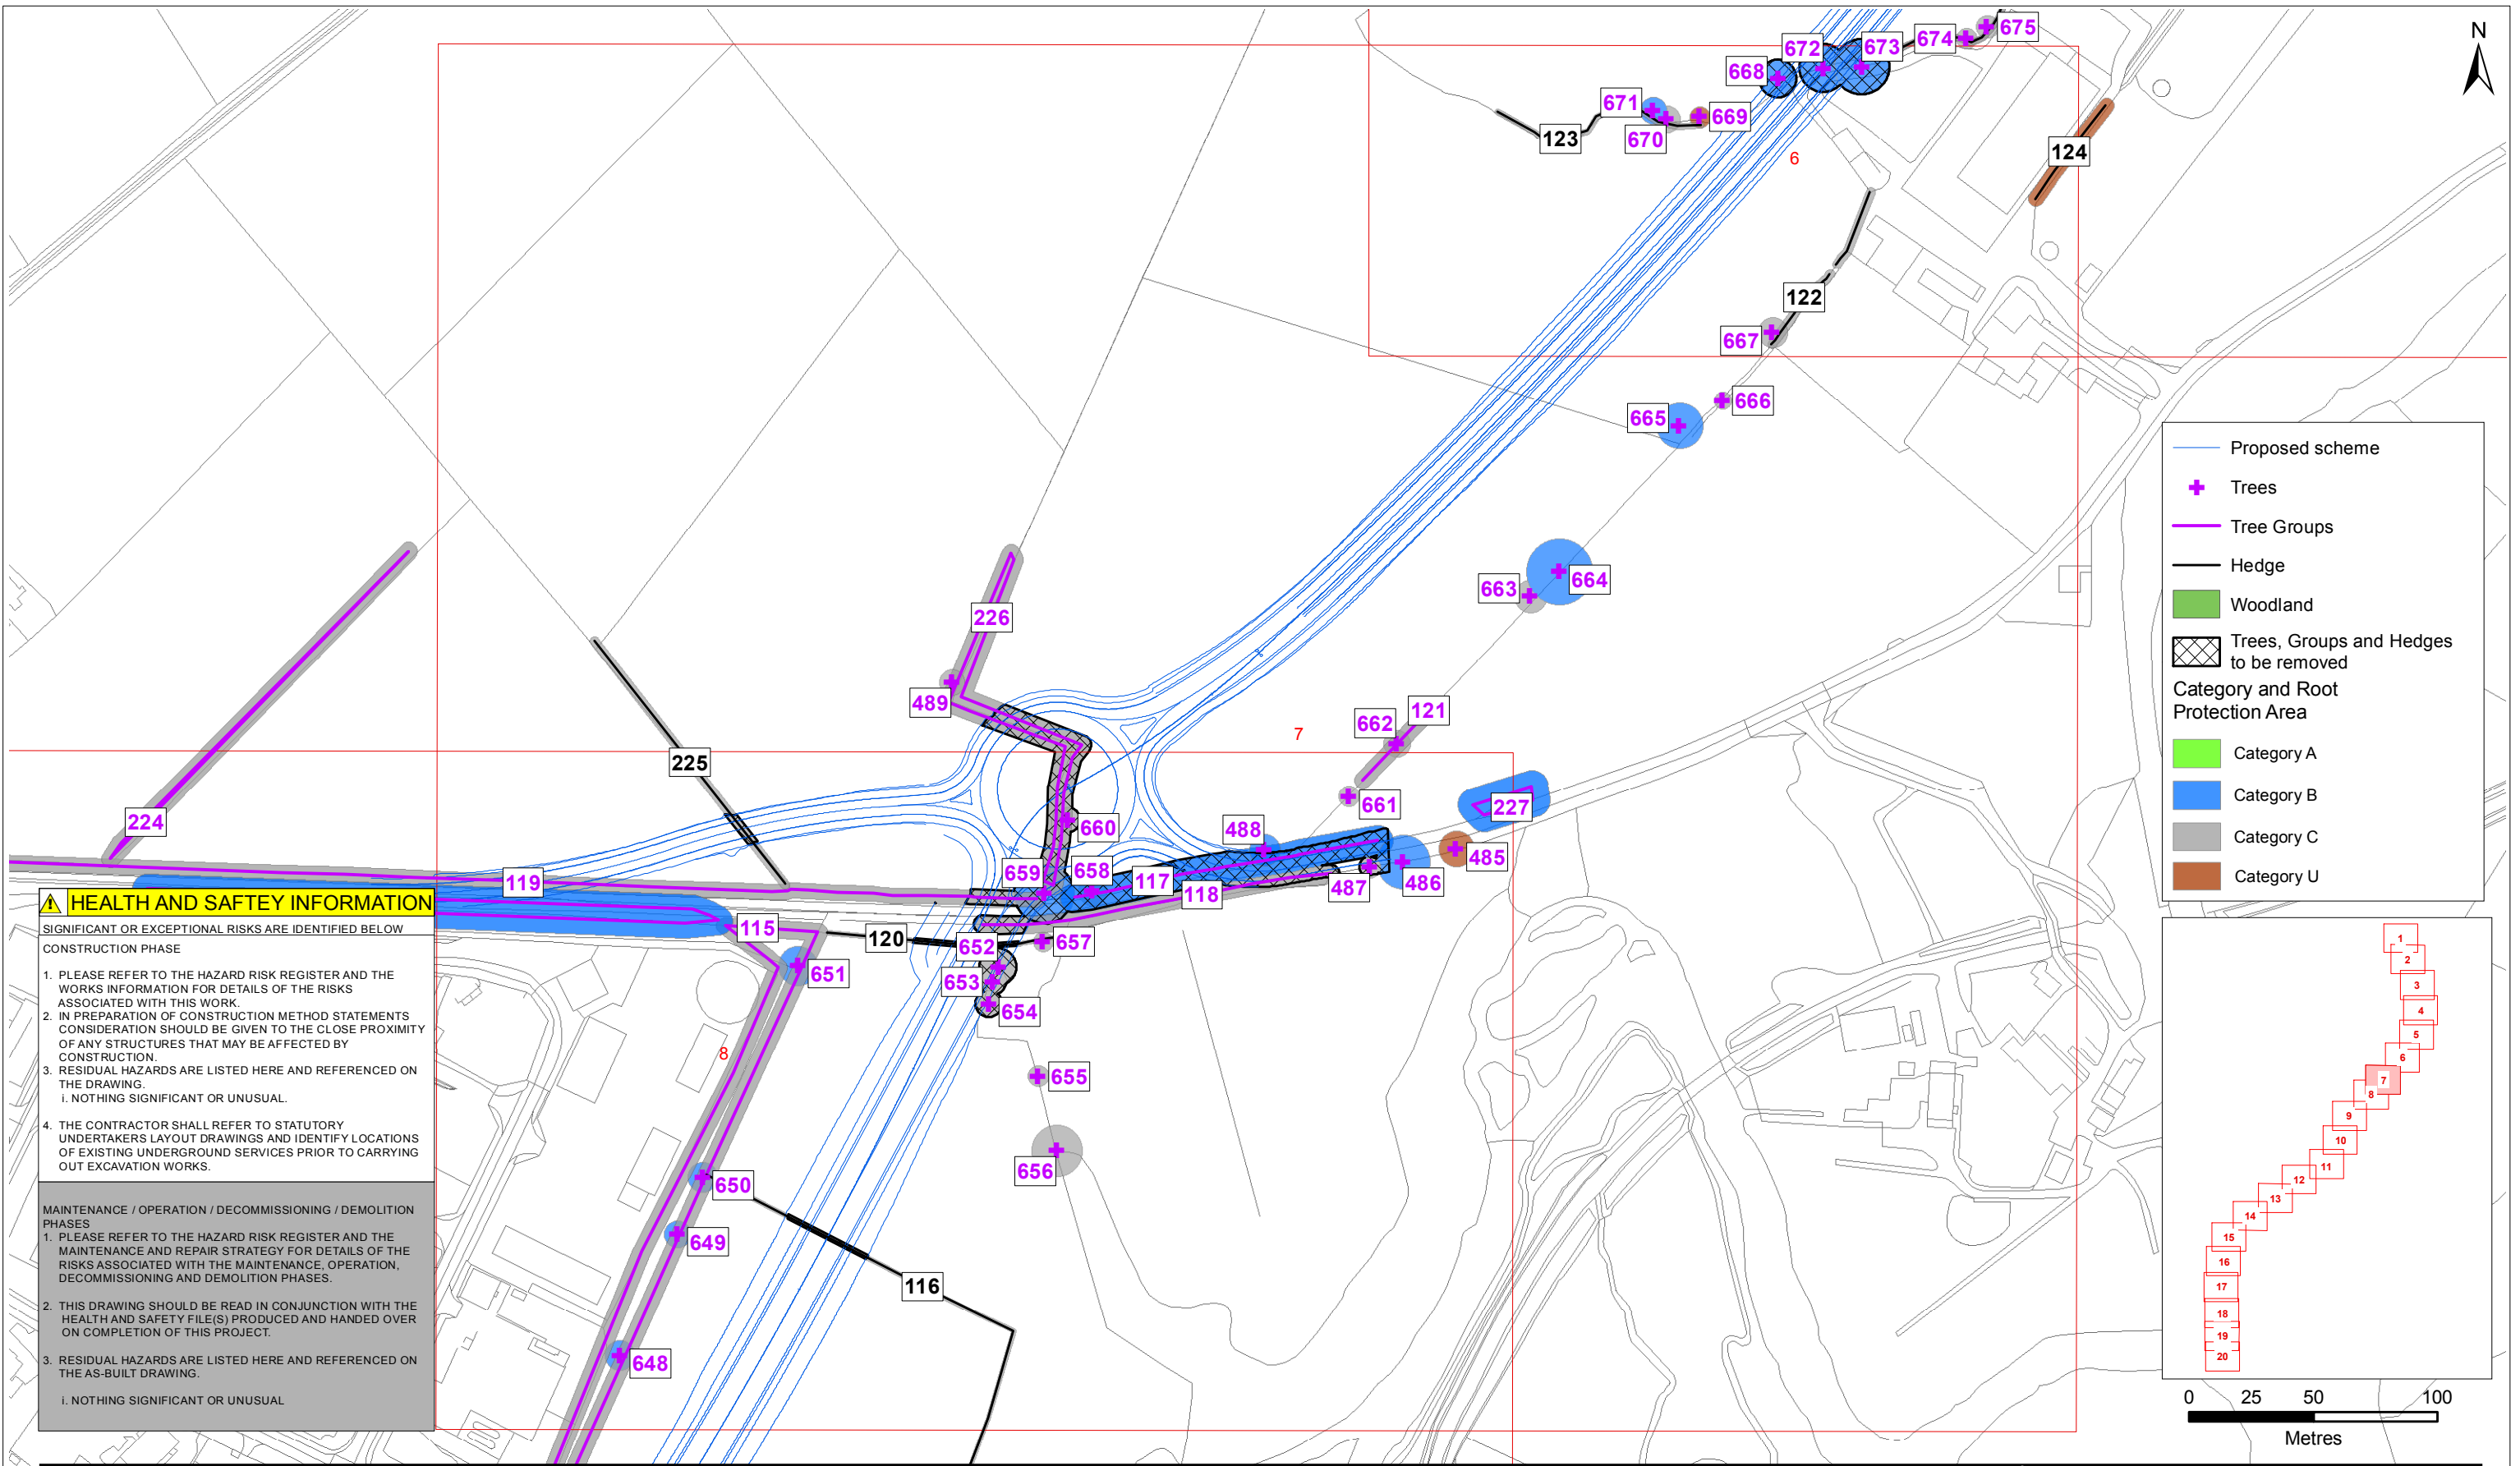 N
675
674
673
672
668
671
670
669
123
6
124
122
667
666
665
664
663
226
489
662
121
7
661
227
225
224
660
488
659
658
117
118
487
486
485
119
115
120
652
657
651
653
654
8
655
656
650
649
116
648
HEALTH AND SAFTEY INFORMATION
SIGNIFICANT OR EXCEPTIONAL RISKS ARE IDENTIFIED BELOW
CONSTRUCTION PHASE
1. PLEASE REFER TO THE HAZARD RISK REGISTER AND THE
WORKS INFORMATION FOR DETAILS OF THE RISKS
ASSOCIATED WITH THIS WORK.
2. IN PREPARATION OF CONSTRUCTION METHOD STATEMENTS
CONSIDERATION SHOULD BE GIVEN TO THE CLOSE PROXIMITY
OF ANY STRUCTURES THAT MAY BE AFFECTED BY
CONSTRUCTION.
3. RESIDUAL HAZARDS ARE LISTED HERE AND REFERENCED ON
THE DRAWING.
i. NOTHING SIGNIFICANT OR UNUSUAL.
4. THE CONTRACTOR SHALL REFER TO STATUTORY
UNDERTAKERS LAYOUT DRAWINGS AND IDENTIFY LOCATIONS
OF EXISTING UNDERGROUND SERVICES PRIOR TO CARRYING
OUT EXCAVATION WORKS.
MAINTENANCE / OPERATION / DECOMMISSIONING / DEMOLITION
PHASES
1. PLEASE REFER TO THE HAZARD RISK REGISTER AND THE
MAINTENANCE AND REPAIR STRATEGY FOR DETAILS OF THE
RISKS ASSOCIATED WITH THE MAINTENANCE, OPERATION,
DECOMMISSIONING AND DEMOLITION PHASES.
2. THIS DRAWING SHOULD BE READ IN CONJUNCTION WITH THE
HEALTH AND SAFETY FILE(S) PRODUCED AND HANDED OVER
ON COMPLETION OF THIS PROJECT.
3. RESIDUAL HAZARDS ARE LISTED HERE AND REFERENCED ON
THE AS-BUILT DRAWING.
i. NOTHING SIGNIFICANT OR UNUSUAL
Proposed scheme
Trees
Tree Groups
Hedge
Woodland
Trees, Groups and Hedges
to be removed
Category and Root
Protection Area
Category A
Category B
Category C
Category U
1
2
3
4
5
6
7
8
9
10
11
12
13
14
15
16
17
18
19
20
0 25 50 100
Metres